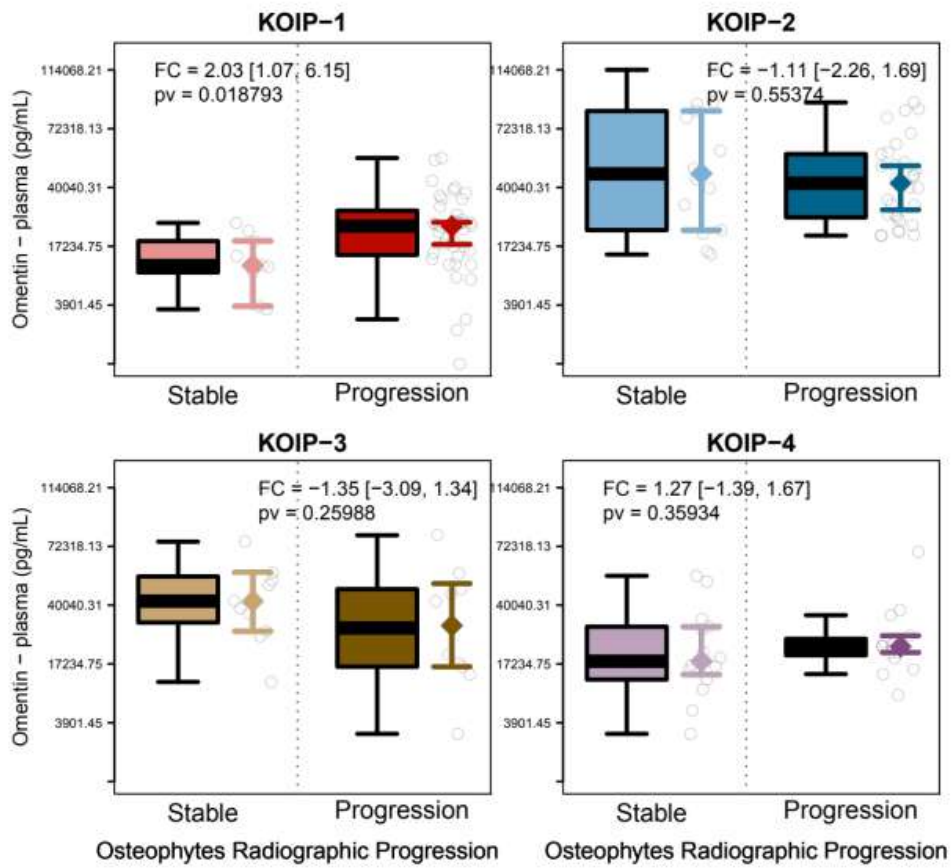 KOIP−1
KOIP−2
FC = 2.03 [1.07, 6.15]
pv = 0.018793
FC = −1.11 [−2.26, 1.69]
pv = 0.55374
Omentin − plasma (pg/mL)
114068.21
72318.13
40040.31
17234.75
3901.45
114068.21
72318.13
40040.31
17234.75
3901.45
Stable
Progression
Stable
Progression
KOIP−3
KOIP−4
FC = −1.35 [−3.09, 1.34]
pv = 0.25988
FC = 1.27 [−1.39, 1.67]
pv = 0.35934
Omentin − plasma (pg/mL)
114068.21
72318.13
40040.31
17234.75
3901.45
114068.21
72318.13
40040.31
17234.75
3901.45
Stable
Progression
Stable
Progression
Osteophytes Radiographic Progression
Osteophytes Radiographic Progression